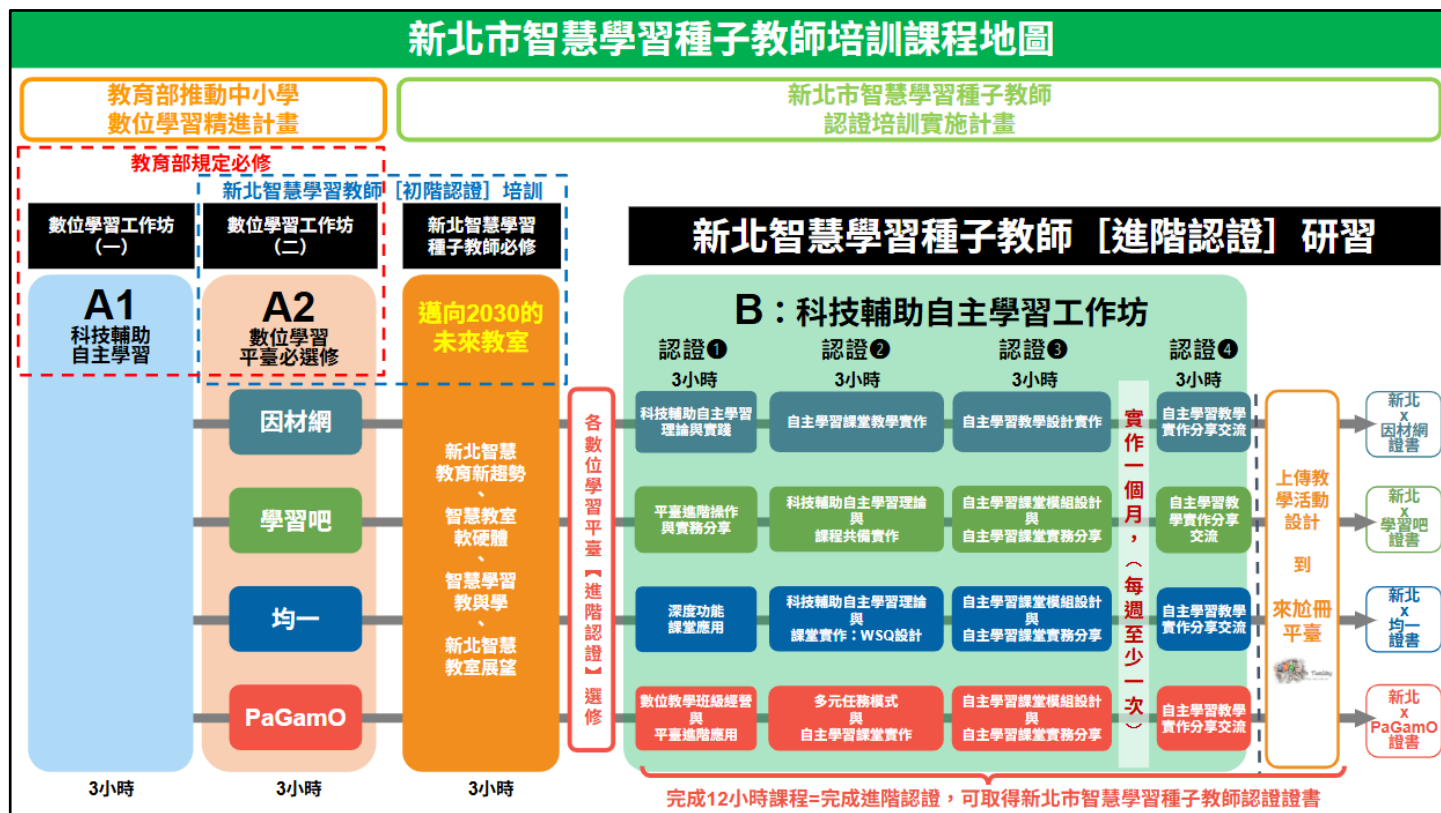 新北市智慧學習種子教師培訓課程地圖
教育部推動中小學
數位學習精進計畫
新北市智慧學習種子教師
認證培訓實施計畫
教育部規定必修
新北智慧學習教師［初階認證］培訓
數位學習工作坊
（一）
數位學習工作坊
（二）
新北智慧學習
種子教師必修
新北智慧學習種子教師［進階認證］研習
A1
科技輔助
自主學習
A2
數位學習
平臺必選修
邁向2030的
未來教室
B：科技輔助自主學習工作坊
認證❶
3小時
認證❷
3小時
認證❸
3小時
認證❹
3小時
因材網
學習吧
均一
PaGamO
新北智慧
教育新趨勢
、
智慧教室
軟硬體
、
智慧學習
教與學
、
新北智慧
教室展望
各數位學習平臺【進階認證】選修
科技輔助自主學習
理論與實踐
自主學習課堂教學實作
自主學習教學設計實作
自主學習教學
實作分享交流
平臺進階操作
與實務分享
科技輔助自主學習理論
與
課程共備實作
自主學習課堂模組設計
與
自主學習課堂實務分享
自主學習教
學實作分享
交流
深度功能
課堂應用
科技輔助自主學習理論
與
課堂實作：WSQ設計
自主學習課堂模組設計
與
自主學習課堂實務分享
自主學習教學
實作分享交流
數位教學班級經營
與
平臺進階應用
多元任務模式
與
自主學習課堂實作
自主學習課堂模組設計
與
自主學習課堂實務分享
自主學習教學
實作分享交流
實作一個月，（每週至少一次）
上傳教
學活動
設計
到
來尬冊
平臺
新北
x
因材網
證書
新北
x
學習吧
證書
新北
x
均一
證書
新北
x
PaGamO
證書
3小時
3小時
3小時
完成12小時課程=完成進階認證，可取得新北市智慧學習種子教師認證證書